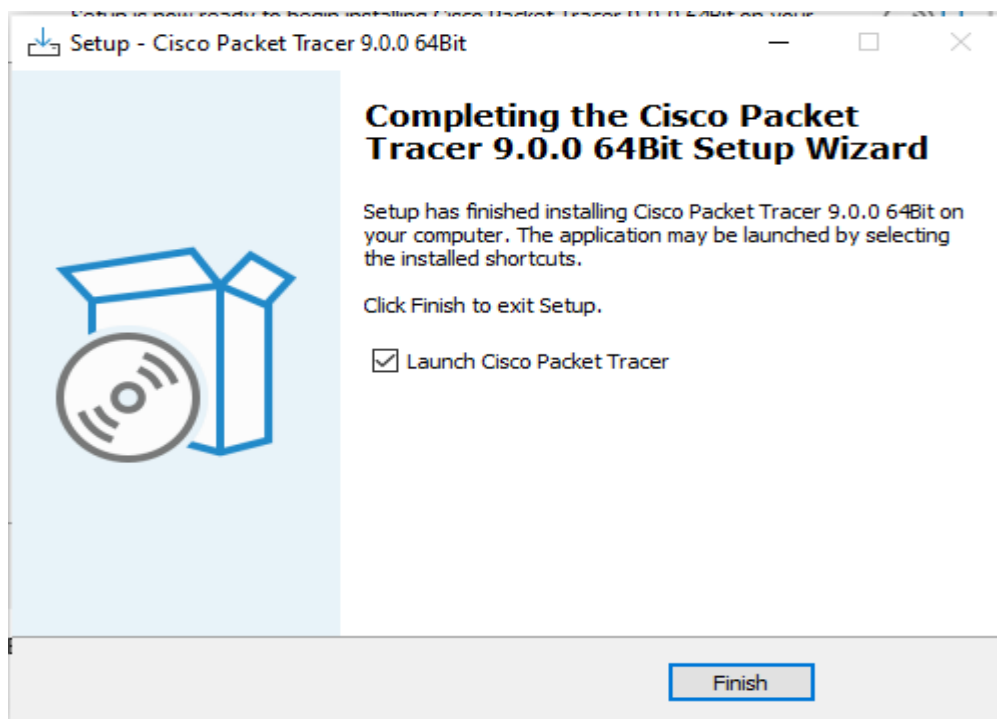 Setup - Cisco Packet Tracer 9.0.0 64Bit
Completing the Cisco Packet
Tracer 9.0.0 64Bit Setup Wizard
Setup has finished installing Cisco Packet Tracer 9.0.0 64Bit on
your computer. The application may be launched by selecting
the installed shortcuts.
Click Finish to exit Setup.
Launch Cisco Packet Tracer
Finish